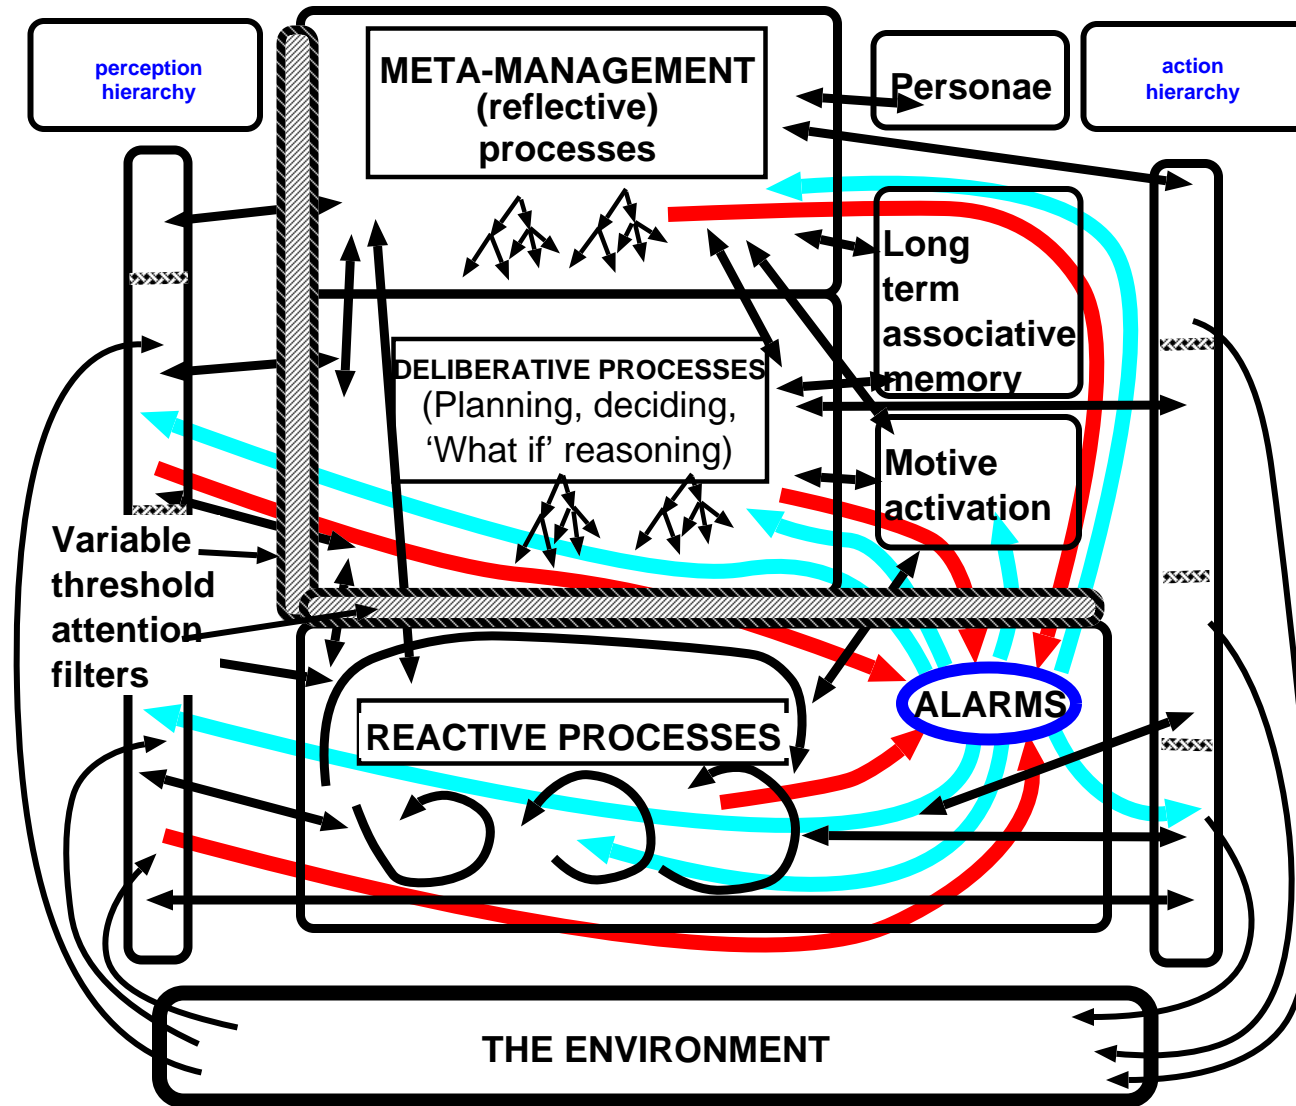 perception
hierarchy
META-MANAGEMENT
(reflective)
processes
Personae
action
hierarchy
Long
term
associative
memory
DELIBERATIVE PROCESSES
(Planning, deciding,
‘What if’ reasoning)
Motive
activation
Variable
threshold
attention
filters
ALARMS
REACTIVE PROCESSES
THE ENVIRONMENT